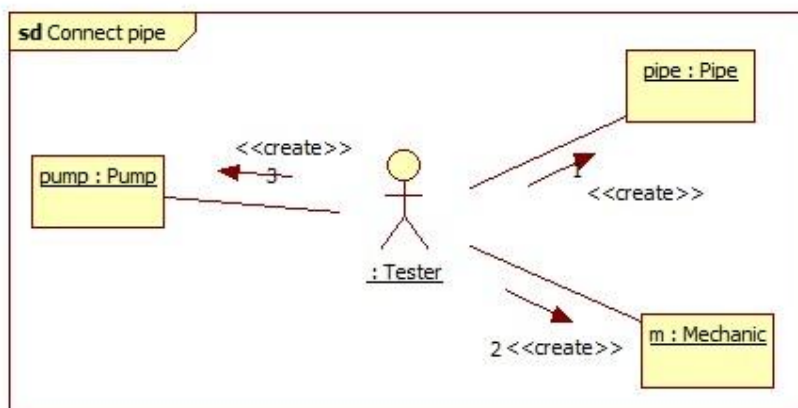 sd Connect pipe
pipe : Pipe
<<create>>
3
pump : Pump
1
<<create>>
: Tester
m : Mechanic
2 <<create>>